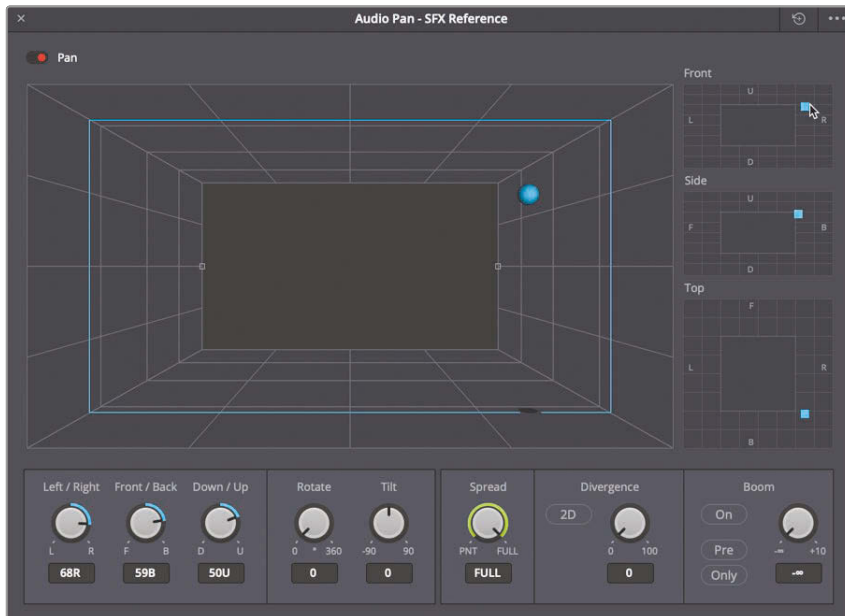 Audio Pan - SFX Reference
Pan
Front
U
L R
D
Side
U
F B
D
Top
F
L R
B
Left / Right Front / Back Down / Up Rotate Tilt Spread Divergence Boom
2D On
L R F B D U 0 ° 360 -90 90 PNT FULL 0 100 Pre -∞ +10
68R 59B 50U 0 0 FULL 0 Only -∞